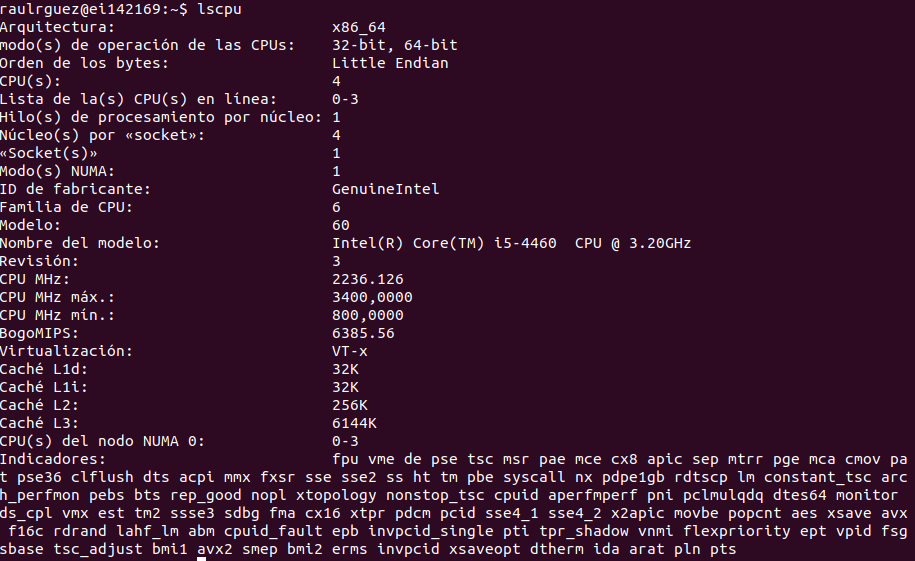 raulrguez@ei142169:~$ lscpu
Arquitectura: x86_64
modo(s) de operación de las CPUs: 32-bit, 64-bit
Orden de los bytes: Little Endian
CPU(s): 4
Lista de la(s) CPU(s) en línea: 0-3
Hilo(s) de procesamiento por núcleo: 1
Núcleo(s) por «socket»: 4
«Socket(s)» 1
Modo(s) NUMA: 1
ID de fabricante: GenuineIntel
Familia de CPU: 6
Modelo: 60
Nombre del modelo: Intel(R) Core(TM) i5-4460  CPU @ 3.20GHz
Revisión: 3
CPU MHz: 2236.126
CPU MHz máx.: 3400,0000
CPU MHz mín.: 800,0000
BogoMIPS: 6385.56
Virtualización: VT-x
Caché L1d: 32K
Caché L1i: 32K
Caché L2: 256K
Caché L3: 6144K
CPU(s) del nodo NUMA 0: 0-3
Indicadores: fpu vme de pse tsc msr pae mce cx8 apic sep mtrr pge mca cmov pa
t pse36 clflush dts acpi mmx fxsr sse sse2 ss ht tm pbe syscall nx pdpe1gb rdtscp lm constant_tsc arc
h_perfmon pebs bts rep_good nopl xtopology nonstop_tsc cpuid aperfmperf pni pclmulqdq dtes64 monitor
ds_cpl vmx est tm2 ssse3 sdbg fma cx16 xtpr pdcm pcid sse4_1 sse4_2 x2apic movbe popcnt aes xsave avx
f16c rdrand lahf_lm abm cpuid_fault epb invpcid_single pti tpr_shadow vnmi flexpriority ept vpid fsg
sbase tsc_adjust bmi1 avx2 smep bmi2 erms invpcid xsaveopt dtherm ida arat pln pts